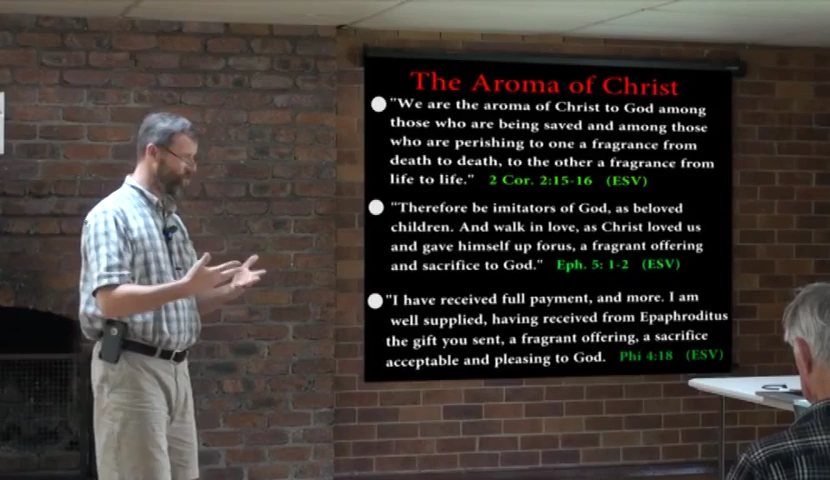 The Aroma of Christ
"We are the aroma of Christ to God among
those who are being saved and among those
who are perishing to one a fragrance from
death to death, to the other a fragrance from
life to life." 2 Cor. 2:15-16 (ESV)
"Therefore be imitators of God, as beloved
children. And walk in love, as Christ loved us
and gave himself up forus, a fragrant offering
and sacrifice to God." Eph. 5: 1-2 (ESV)
"I have received full payment, and more. I am
well supplied, having received from Epaphroditus
the gift you sent, a fragrant offering, a sacrifice
acceptable and pleasing to God. Phi 4:18 (ESV)